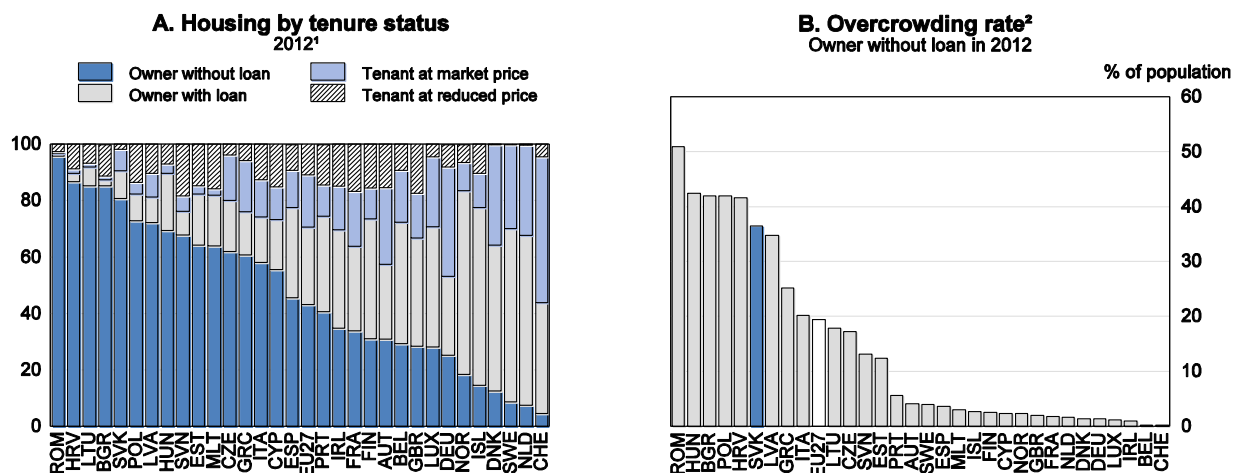 A. Housing by tenure status
2012¹
Owner without loan
Tenant at market price
Owner with loan
Tenant at reduced price
100
80
60
40
20
0
ROM HRV LTU BGR SVK POL LVA HUN SVN EST MLT CZE GRC ITA CYP ESP EU27 PRT IRL FRA FIN AUT BEL GBR LUX DEU NOR ISL DNK SWE NLD CHE
B. Overcrowding rate²
Owner without loan in 2012
% of population
60
50
40
30
20
10
0
ROM HUN BGR POL HRV SVK LVA GRC ITA EU27 LTU CZE SVN EST PRT AUT SWE ESP MLT ISL FIN CYP NOR GBR FRA NLD DNK DEU LUX IRL BEL CHE